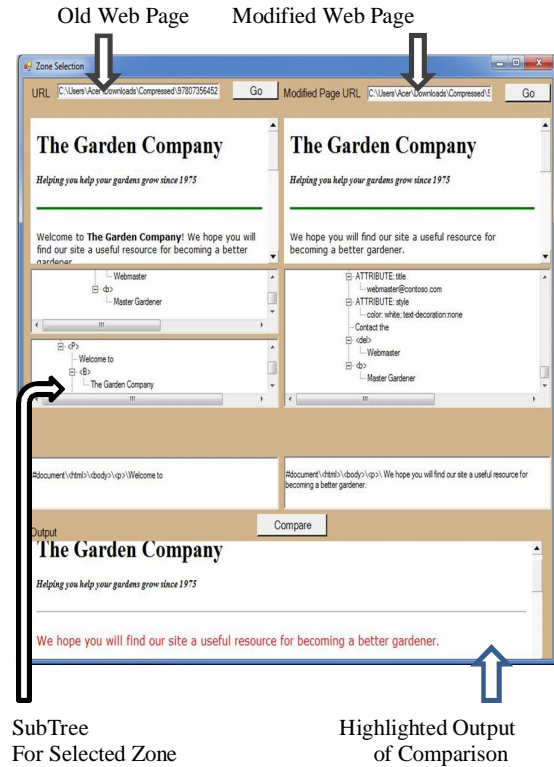 Old Web Page Modified Web Page
Zone Selection
URL C:\Users\Acer\Downloads\Compressed\97807356452 Go Modified Page URL C:\Users\Acer\Downloads\Compressed\ Go
The Garden Company
Helping you help your gardens grow since 1975
Welcome to The Garden Company! We hope you will
find our site a useful resource for becoming a better
gardener
The Garden Company
Helping you help your gardens grow since 1975
We hope you will find our site a useful resource for
becoming a better gardener.
Webmaster
<b>
Master Gardener
<P>
Welcome to
<B>
The Garden Company
ATTRIBUTE: title
webmaster@contoso.com
ATTRIBUTE: style
color: white; text-decoration:none
Contact the
<del>
Webmaster
<b>
Master Gardener
#document\<html>\<body>\<p>\Welcome to
#document\<html>\<body>\<p>\ We hope you will find our site a useful resource for
becoming a better gardener.
Compare
Output
The Garden Company
Helping you help your gardens grow since 1975
We hope you will find our site a useful resource for becoming a better gardener.
SubTree
For Selected Zone
Highlighted Output
of Comparison